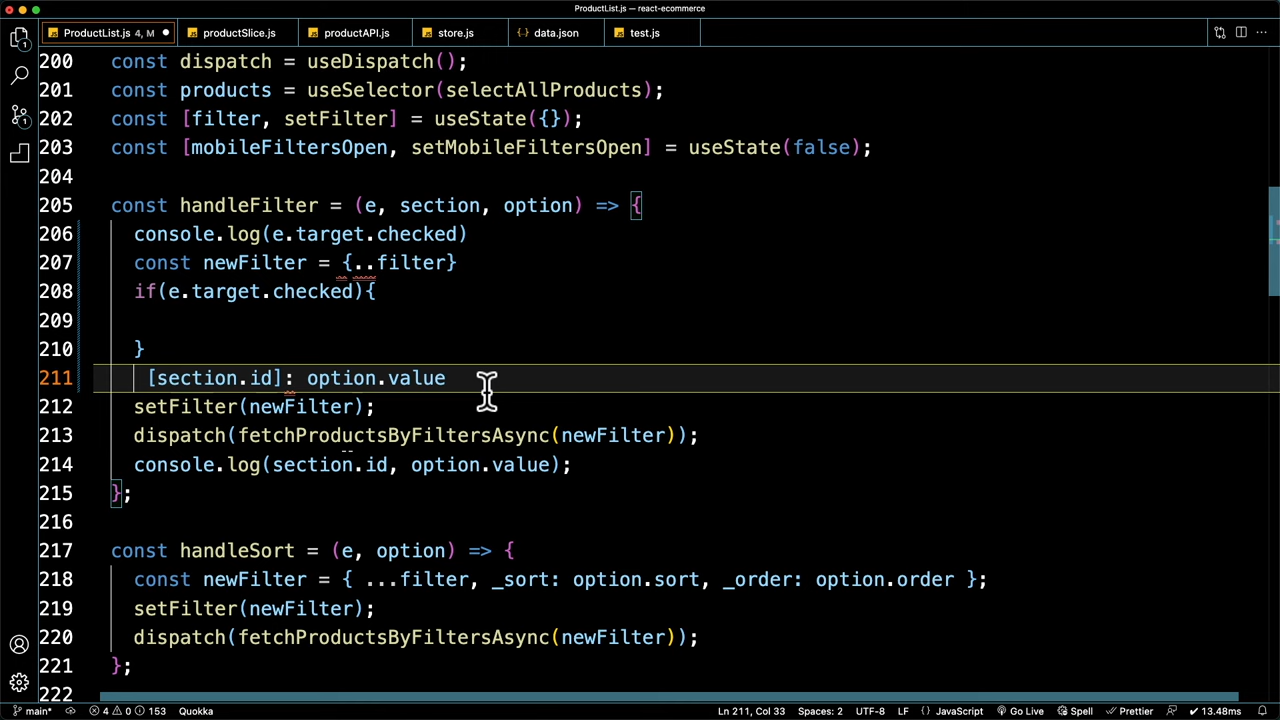 ProductList.js — react-ecommerce
ProductList.js 4, M productSlice.js productAPI.js store.js data.json test.js
200 const dispatch = useDispatch();
201 const products = useSelector(selectAllProducts);
202 const [filter, setFilter] = useState({});
203 const [mobileFiltersOpen, setMobileFiltersOpen] = useState(false);
204
205 const handleFilter = (e, section, option) => {
206 console.log(e.target.checked)
207 const newFilter = {..filter}
208 if(e.target.checked){
209
210 }
211 [section.id]: option.value
212 setFilter(newFilter);
213 dispatch(fetchProductsByFiltersAsync(newFilter));
214 console.log(section.id, option.value);
215 };
216
217 const handleSort = (e, option) => {
218 const newFilter = { ...filter, _sort: option.sort, _order: option.order };
219 setFilter(newFilter);
220 dispatch(fetchProductsByFiltersAsync(newFilter));
221 };
222
main* 4 0 153 Quokka Ln 211, Col 33 Spaces: 2 UTF-8 LF {} JavaScript Go Live Spell Prettier 13.48ms